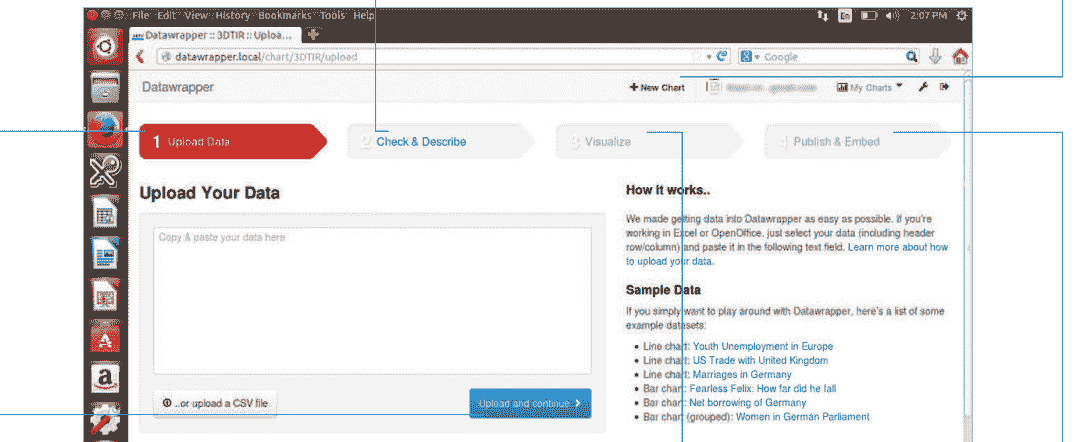 File Edit View History Bookmarks Tools Help
En
2:07 PM
Datawrapper :: 3DTIR :: Uploa...
datawrapper.local/chart/3DTIR/upload
Google
Datawrapper
New Chart
My Charts
1 Upload Data
2 Check & Describe
3 Visualize
4 Publish & Embed
Upload Your Data
Copy & paste your data here
..or upload a CSV file
Upload and continue
How it works..
We made getting data into Datawrapper as easy as possible. If you're
working in Excel or OpenOffice, just select your data (including header
row/column) and paste it in the following text field. Learn more about how
to upload your data.
Sample Data
If you simply want to play around with Datawrapper, here's a list of some
example datasets:
Line chart: Youth Unemployment in Europe
Line chart: US Trade with United Kingdom
Line chart: Marriages in Germany
Bar chart: Fearless Felix: How far did he fall
Bar chart: Net borrowing of Germany
Bar chart (grouped): Women in German Parliament